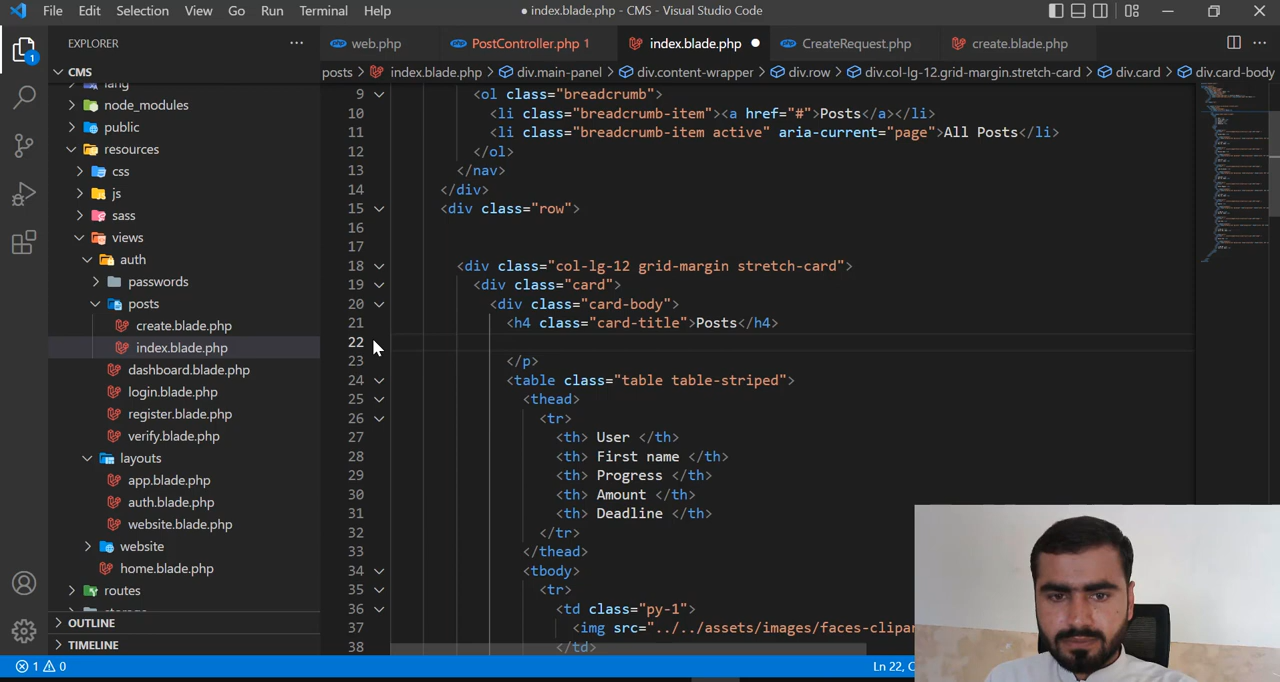 File Edit Selection View Go Run Terminal Help ● index.blade.php - CMS - Visual Studio Code
EXPLORER ··· web.php PostController.php 1 index.blade.php ● CreateRequest.php create.blade.php
CMS
posts > index.blade.php > div.main-panel > div.content-wrapper > div.row > div.col-lg-12.grid-margin.stretch-card > div.card > div.card-body
lang
node_modules
public
resources
css
js
sass
views
auth
passwords
posts
create.blade.php
index.blade.php
dashboard.blade.php
login.blade.php
register.blade.php
verify.blade.php
layouts
app.blade.php
auth.blade.php
website.blade.php
website
home.blade.php
routes
OUTLINE
TIMELINE
9 <ol class="breadcrumb">
10 <li class="breadcrumb-item"><a href="#">Posts</a></li>
11 <li class="breadcrumb-item active" aria-current="page">All Posts</li>
12 </ol>
13 </nav>
14 </div>
15 <div class="row">
16
17
18 <div class="col-lg-12 grid-margin stretch-card">
19 <div class="card">
20 <div class="card-body">
21 <h4 class="card-title">Posts</h4>
22
23 </p>
24 <table class="table table-striped">
25 <thead>
26 <tr>
27 <th> User </th>
28 <th> First name </th>
29 <th> Progress </th>
30 <th> Amount </th>
31 <th> Deadline </th>
32 </tr>
33 </thead>
34 <tbody>
35 <tr>
36 <td class="py-1">
37 <img src="../../assets/images/faces-clipar
38 </td>
1 0 Ln 22,
1